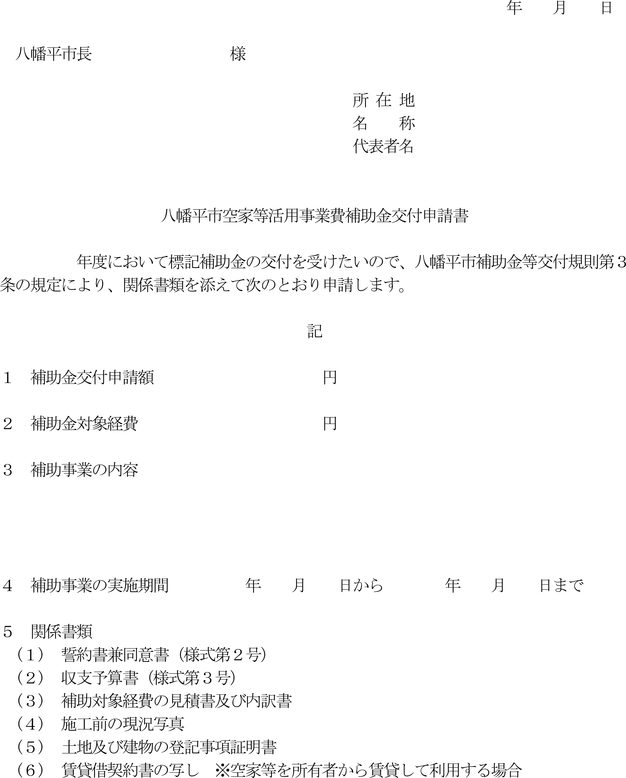 年　　月　　日
八幡平市長　　　　　　　　　様
所 在 地
名　　称
代表者名
八幡平市空家等活用事業費補助金交付申請書
年度において標記補助金の交付を受けたいので、八幡平市補助金等交付規則第３
条の規定により、関係書類を添えて次のとおり申請します。
記
１　補助金交付申請額　　　　　　　　　　　円
２　補助金対象経費　　　　　　　　　　　　円
３　補助事業の内容
４　補助事業の実施期間　　　　　年　　月　　日から　　　　年　　月　　日まで
５　関係書類
（１）　誓約書兼同意書（様式第２号）
（２）　収支予算書（様式第３号）
（３）　補助対象経費の見積書及び内訳書
（４）　施工前の現況写真
（５）　土地及び建物の登記事項証明書
（６）　賃貸借契約書の写し　※空家等を所有者から賃貸して利用する場合